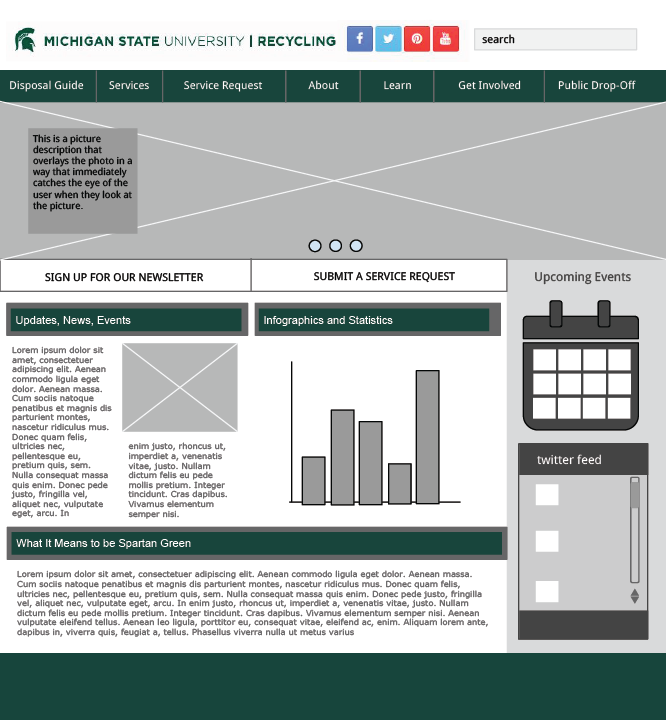 MICHIGAN STATE UNIVERSITY | RECYCLING
You Tube
search
Disposal Guide Services Service Request About Learn Get Involved Public Drop-Off
This is a picture
description that
overlays the photo in a
way that immediately
catches the eye of the
user when they look at
the picture.
SIGN UP FOR OUR NEWSLETTER
SUBMIT A SERVICE REQUEST
Upcoming Events
Updates, News, Events
Infographics and Statistics
Lorem ipsum dolor sit
amet, consectetuer
adipiscing elit. Aenean
commodo ligula eget
dolor. Aenean massa.
Cum sociis natoque
penatibus et magnis dis
parturient montes,
nascetur ridiculus mus.
Donec quam felis,
ultricies nec,
pellentesque eu,
pretium quis, sem.
Nulla consequat massa
quis enim. Donec pede
justo, fringilla vel,
aliquet nec, vulputate
eget, arcu. In
enim justo, rhoncus ut,
imperdiet a, venenatis
vitae, justo. Nullam
dictum felis eu pede
mollis pretium. Integer
tincidunt. Cras dapibus.
Vivamus elementum
semper nisi.
twitter feed
What It Means to be Spartan Green
Lorem ipsum dolor sit amet, consectetuer adipiscing elit. Aenean commodo ligula eget dolor. Aenean massa.
Cum sociis natoque penatibus et magnis dis parturient montes, nascetur ridiculus mus. Donec quam felis,
ultricies nec, pellentesque eu, pretium quis, sem. Nulla consequat massa quis enim. Donec pede justo, fringilla
vel, aliquet nec, vulputate eget, arcu. In enim justo, rhoncus ut, imperdiet a, venenatis vitae, justo. Nullam
dictum felis eu pede mollis pretium. Integer tincidunt. Cras dapibus. Vivamus elementum semper nisi. Aenean
vulputate eleifend tellus. Aenean leo ligula, porttitor eu, consequat vitae, eleifend ac, enim. Aliquam lorem ante,
dapibus in, viverra quis, feugiat a, tellus. Phasellus viverra nulla ut metus varius